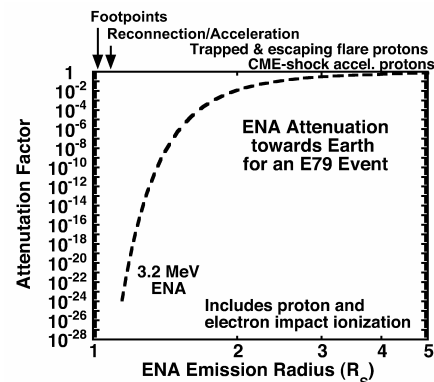 Footpoints
Reconnection/Acceleration
Trapped & escaping flare protons
CME-shock accel. protons
1
10-2
10-4
10-6
10-8
10-10
10-12
10-14
10-16
10-18
10-20
10-22
10-24
10-26
10-28
Attenutation Factor
ENA Attenuation
towards Earth
for an E79 Event
3.2 MeV
ENA
Includes proton and
electron impact ionization
1 2 3 4 5
ENA Emission Radius (RS)